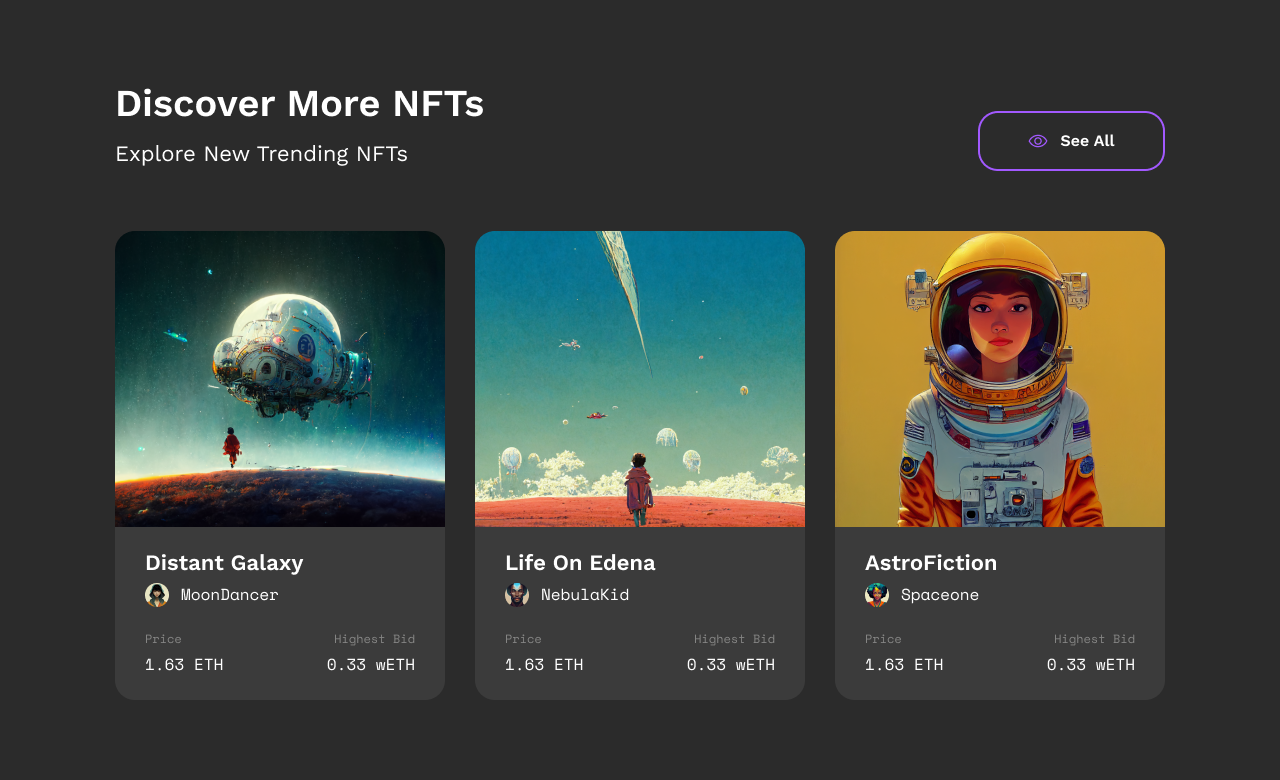 Discover More NFTs
Explore New Trending NFTs
See All
Distant Galaxy
MoonDancer
Price Highest Bid
1.63 ETH 0.33 wETH
Life On Edena
NebulaKid
Price Highest Bid
1.63 ETH 0.33 wETH
AstroFiction
Spaceone
Price Highest Bid
1.63 ETH 0.33 wETH